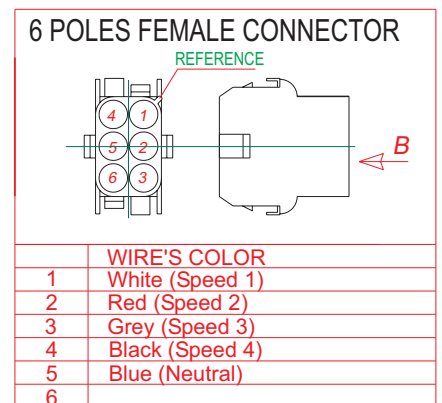 6 POLES FEMALE CONNECTOR
REFERENCE
4 1
5 2
6 3
B
WIRE'S COLOR
1 White (Speed 1)
2 Red (Speed 2)
3 Grey (Speed 3)
4 Black (Speed 4)
5 Blue (Neutral)
6